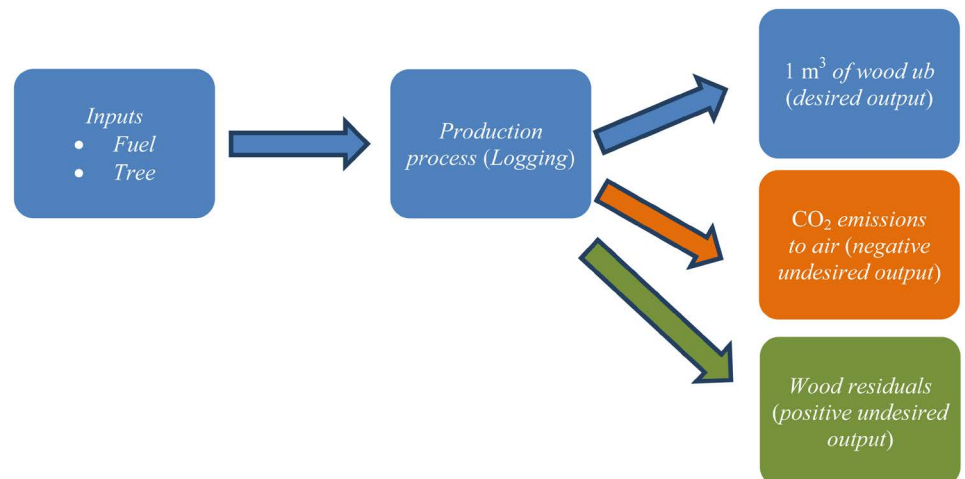 Inputs
• Fuel
• Tree
Production
process (Logging)
1 m³ of wood ub
(desired output)
CO₂ emissions
to air (negative
undesired output)
Wood residuals
(positive undesired
output)